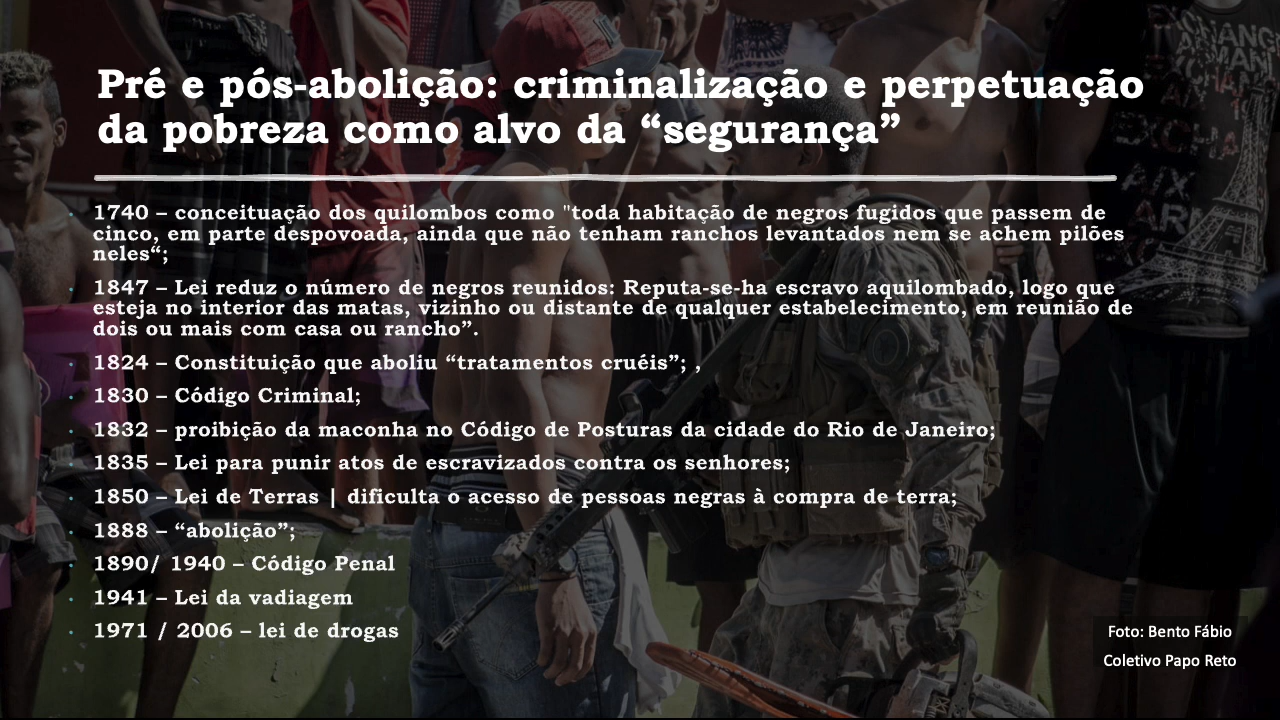 Pré e pós-abolição: criminalização e perpetuação
da pobreza como alvo da “segurança”
1740 – conceituação dos quilombos como "toda habitação de negros fugidos que passem de
cinco, em parte despovoada, ainda que não tenham ranchos levantados nem se achem pilões
neles“;
1847 – Lei reduz o número de negros reunidos: Reputa-se-ha escravo aquilombado, logo que
esteja no interior das matas, vizinho ou distante de qualquer estabelecimento, em reunião de
dois ou mais com casa ou rancho”.
1824 – Constituição que aboliu “tratamentos cruéis”; ,
1830 – Código Criminal;
1832 – proibição da maconha no Código de Posturas da cidade do Rio de Janeiro;
1835 – Lei para punir atos de escravizados contra os senhores;
1850 – Lei de Terras | dificulta o acesso de pessoas negras à compra de terra;
1888 – “abolição”;
1890/ 1940 – Código Penal
1941 – Lei da vadiagem
1971 / 2006 – lei de drogas
Foto: Bento Fábio
Coletivo Papo Reto